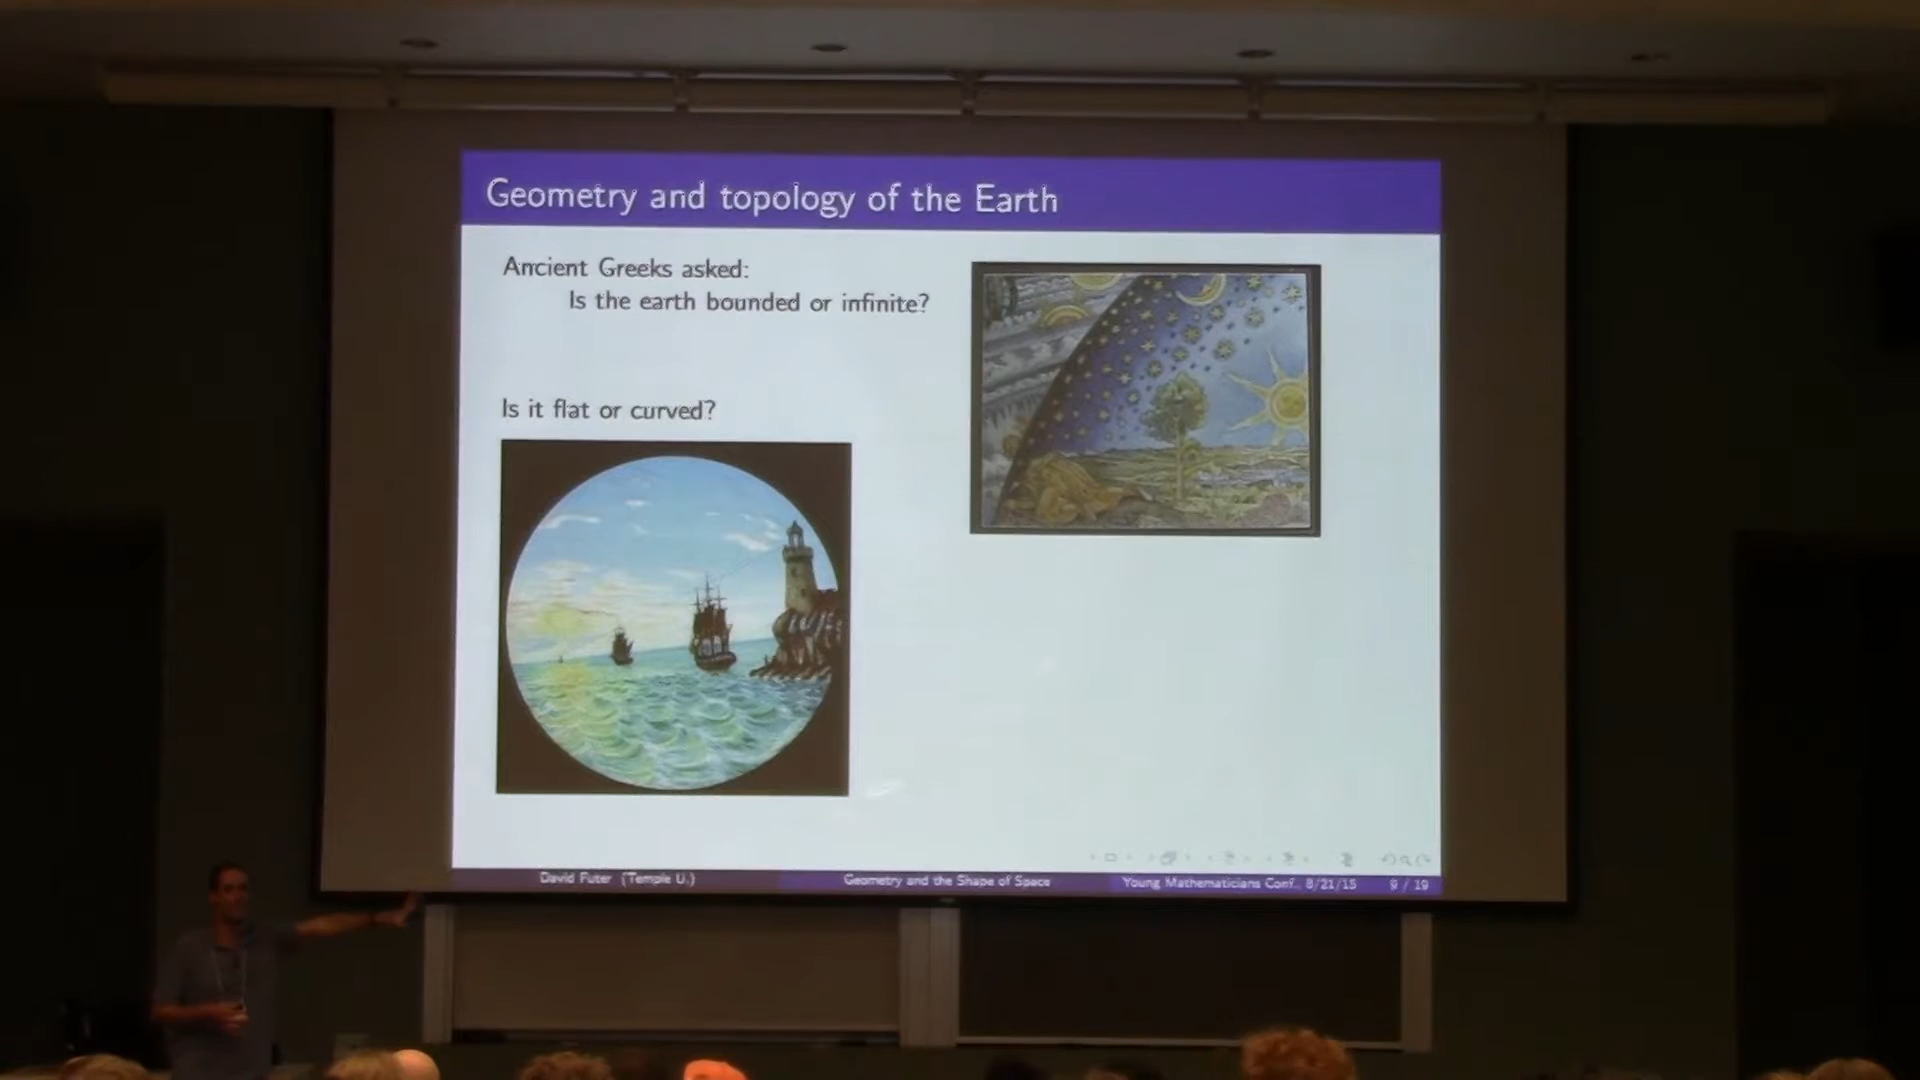 Geometry and topology of the Earth
Ancient Greeks asked:
Is the earth bounded or infinite?
Is it flat or curved?
David Futer (Temple U.)
Geometry and the Shape of Space
Young Mathematicians Conf., 8/21/15
9 / 19